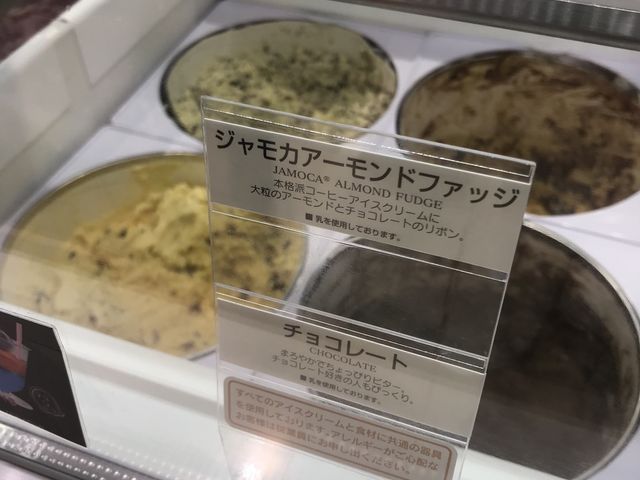 ジャモカアーモンドファッジ
JAMOCA® ALMOND FUDGE
本格派コーヒーアイスクリームに
大粒のアーモンドとチョコレートのリボン。
■ 乳を使用しております。
チョコレート
CHOCOLATE
まろやかでちょっぴりビター。
チョコレート好きの人もびっくり。
■ 乳を使用しております。
すべてのアイスクリームと食材に共通の器具
を使用しております。アレルギーがご心配な
お客様は従業員にお申し出ください。